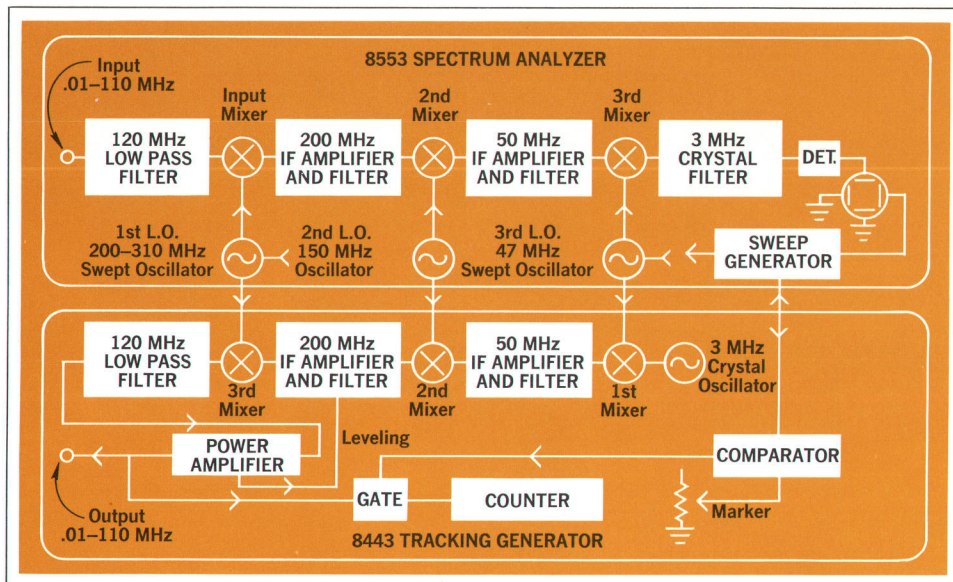 8553 SPECTRUM ANALYZER
Input
.01–110 MHz
Input
Mixer
2nd
Mixer
3rd
Mixer
120 MHz
LOW PASS
FILTER
200 MHz
IF AMPLIFIER
AND FILTER
50 MHz
IF AMPLIFIER
AND FILTER
3 MHz
CRYSTAL
FILTER
DET.
1st L.O.
200–310 MHz
Swept Oscillator
2nd L.O.
150 MHz
Oscillator
3rd L.O.
47 MHz
Swept Oscillator
SWEEP
GENERATOR
120 MHz
LOW PASS
FILTER
3rd
Mixer
200 MHz
IF AMPLIFIER
AND FILTER
2nd
Mixer
50 MHz
IF AMPLIFIER
AND FILTER
1st
Mixer
3 MHz
Crystal
Oscillator
POWER
AMPLIFIER
Leveling
COMPARATOR
GATE
COUNTER
Marker
Output
.01–110 MHz
8443 TRACKING GENERATOR